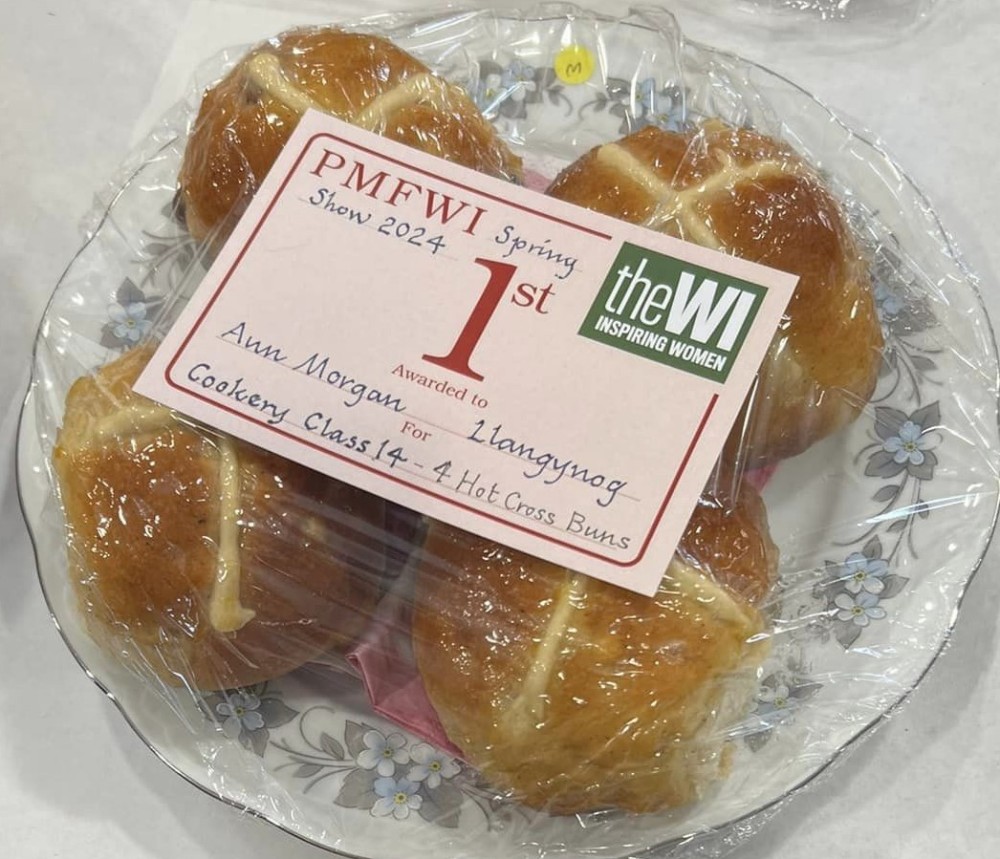 PMFWI Spring
Show 2024
1st
theWI
INSPIRING WOMEN
Awarded to
Ann Morgan Llangynog
For
Cookery Class 14 - 4 Hot Cross Buns